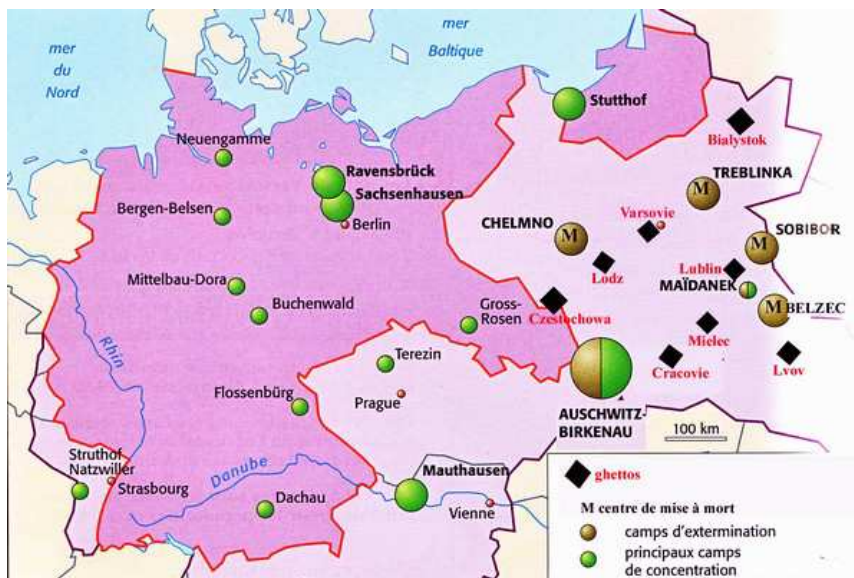 mer
du
Nord
mer
Baltique
Stutthof
Bialystok
Neuengamme
Ravensbrück
Sachsenhausen
TREBLINKA
M
Bergen-Belsen
Berlin
CHELMNO
M
Varsovie
SOBIBOR
M
Lodz
Lublin
MAÏDANEK
Mittelbau-Dora
Buchenwald
Gross-
Rosen
Czestochowa
M
BELZEC
Mielec
Rhin
Terezin
Cracovie
Lvov
Prague
Flossenbürg
AUSCHWITZ-
BIRKENAU
100 km
Struthof
Natzwiller
Strasbourg
Danube
Mauthausen
Dachau
Vienne
ghettos
M centre de mise à mort
camps d'extermination
principaux camps
de concentration